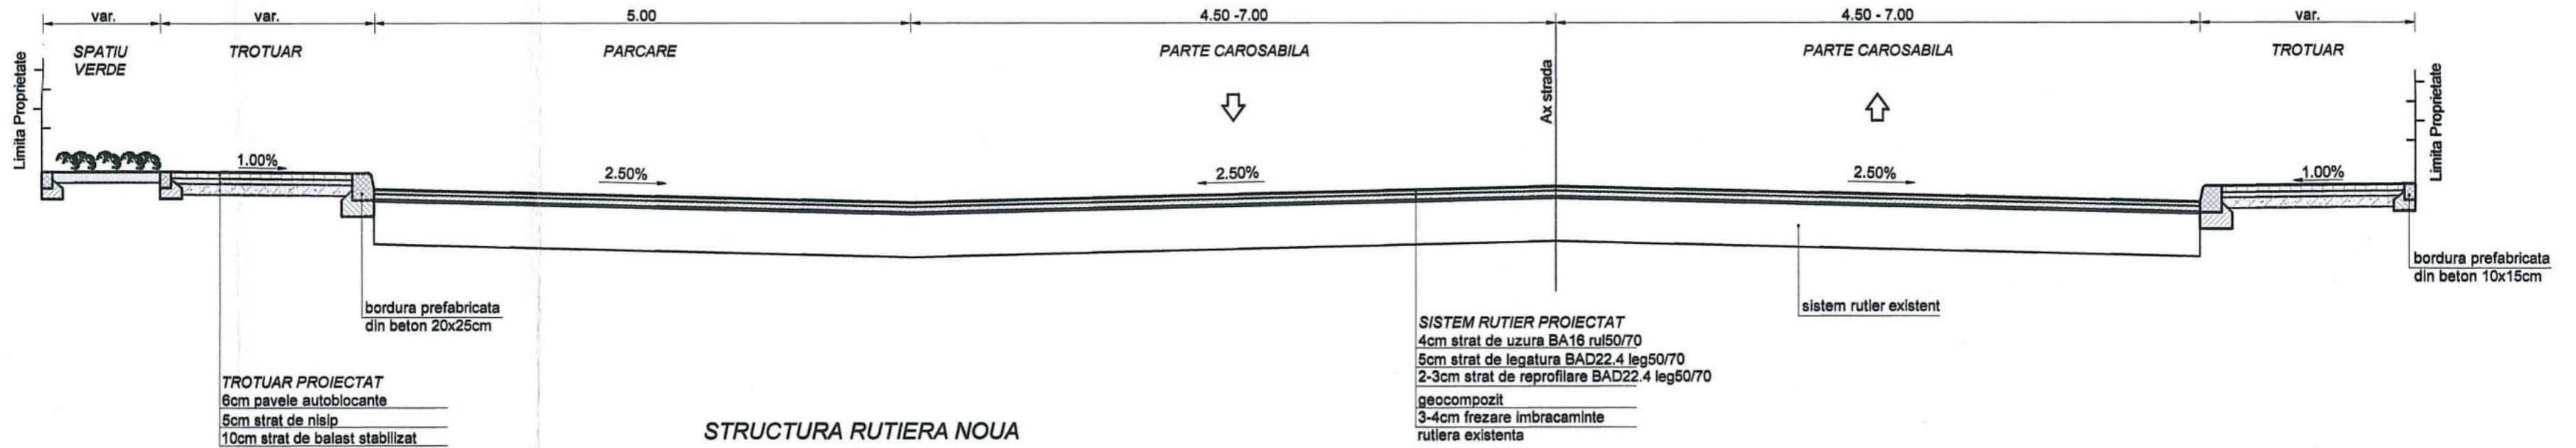 var.
var.
5.00
4.50 -7.00
4.50 - 7.00
var.
SPATIU
VERDE
TROTUAR
PARCARE
PARTE CAROSABILA
PARTE CAROSABILA
TROTUAR
Limita Proprietate
Ax strada
Limita Proprietate
1.00%
2.50%
2.50%
2.50%
1.00%
bordura prefabricata
din beton 20x25cm
bordura prefabricata
din beton 10x15cm
sistem rutier existent
SISTEM RUTIER PROIECTAT
4cm strat de uzura BA16 rul50/70
5cm strat de legatura BAD22.4 leg50/70
2-3cm strat de reprofilare BAD22.4 leg50/70
geocompozit
3-4cm frezare imbracaminte
rutiera existenta
TROTUAR PROIECTAT
6cm pavele autoblocante
5cm strat de nisip
10cm strat de balast stabilizat
STRUCTURA RUTIERA NOUA